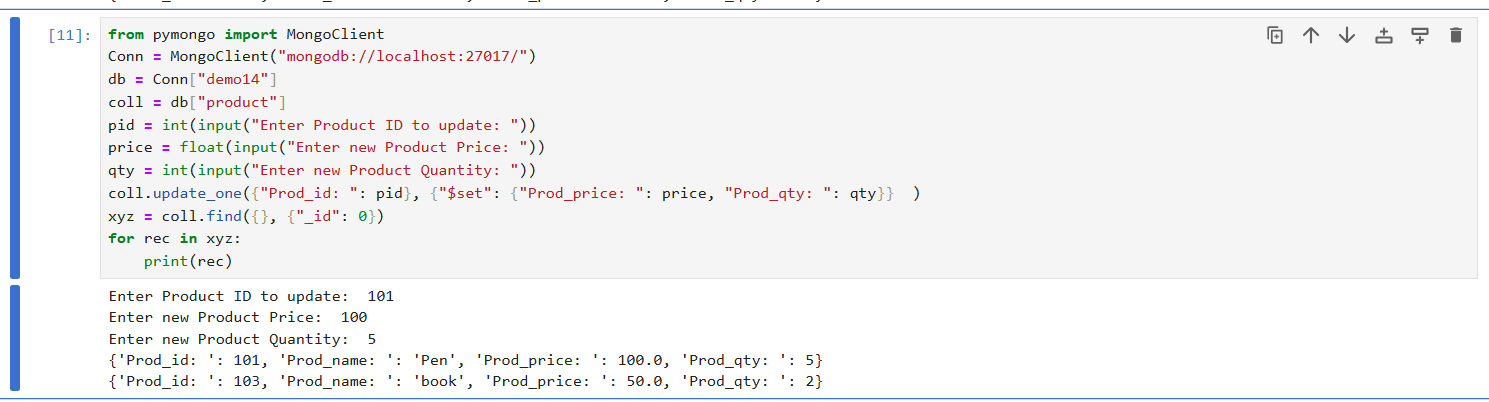 [11]:
from pymongo import MongoClient
Conn = MongoClient("mongodb://localhost:27017/")
db = Conn["demo14"]
coll = db["product"]
pid = int(input("Enter Product ID to update: "))
price = float(input("Enter new Product Price: "))
qty = int(input("Enter new Product Quantity: "))
coll.update_one({"Prod_id: ": pid}, {"$set": {"Prod_price: ": price, "Prod_qty: ": qty}}  )
xyz = coll.find({}, {"_id": 0})
for rec in xyz:
    print(rec)
Enter Product ID to update:  101
Enter new Product Price:  100
Enter new Product Quantity:  5
{'Prod_id: ': 101, 'Prod_name: ': 'Pen', 'Prod_price: ': 100.0, 'Prod_qty: ': 5}
{'Prod_id: ': 103, 'Prod_name: ': 'book', 'Prod_price: ': 50.0, 'Prod_qty: ': 2}